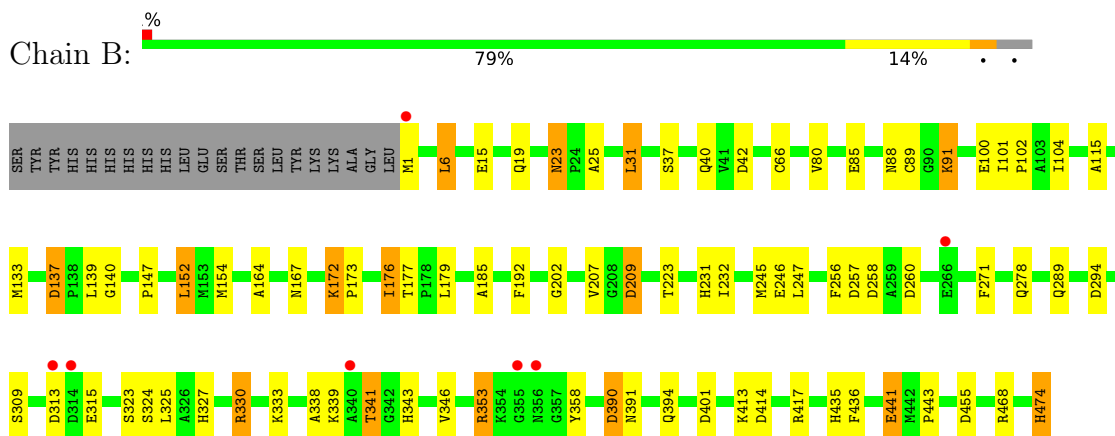 %
Chain B:
79% 14% • •
SER TYR TYR HIS HIS HIS HIS HIS HIS LEU GLU SER THR SER LEU TYR LYS LYS ALA GLY LEU M1 L6 E15 Q19 N23 P24 A25 L31 S37 Q40 V41 D42 C66 V80 E85 N88 C89 G90 K91 E100 I101 P102 A103 I104 A115
M133 D137 P138 L139 G140 P147 L152 M153 M154 A164 N167 K172 P173 I176 T177 P178 L179 A185 F192 G202 V207 G208 D209 T223 H231 I232 M245 E246 L247 F256 D257 D258 A259 D260 E266 F271 Q278 Q289 D294
S309 D313 D314 E315 S323 S324 L325 A326 H327 R330 K333 A338 K339 A340 T341 G342 H343 V346 R353 K354 G355 N356 G357 Y358 D390 N391 Q394 D401 K413 D414 R417 H435 F436 E441 M442 P443 D455 R468 H474